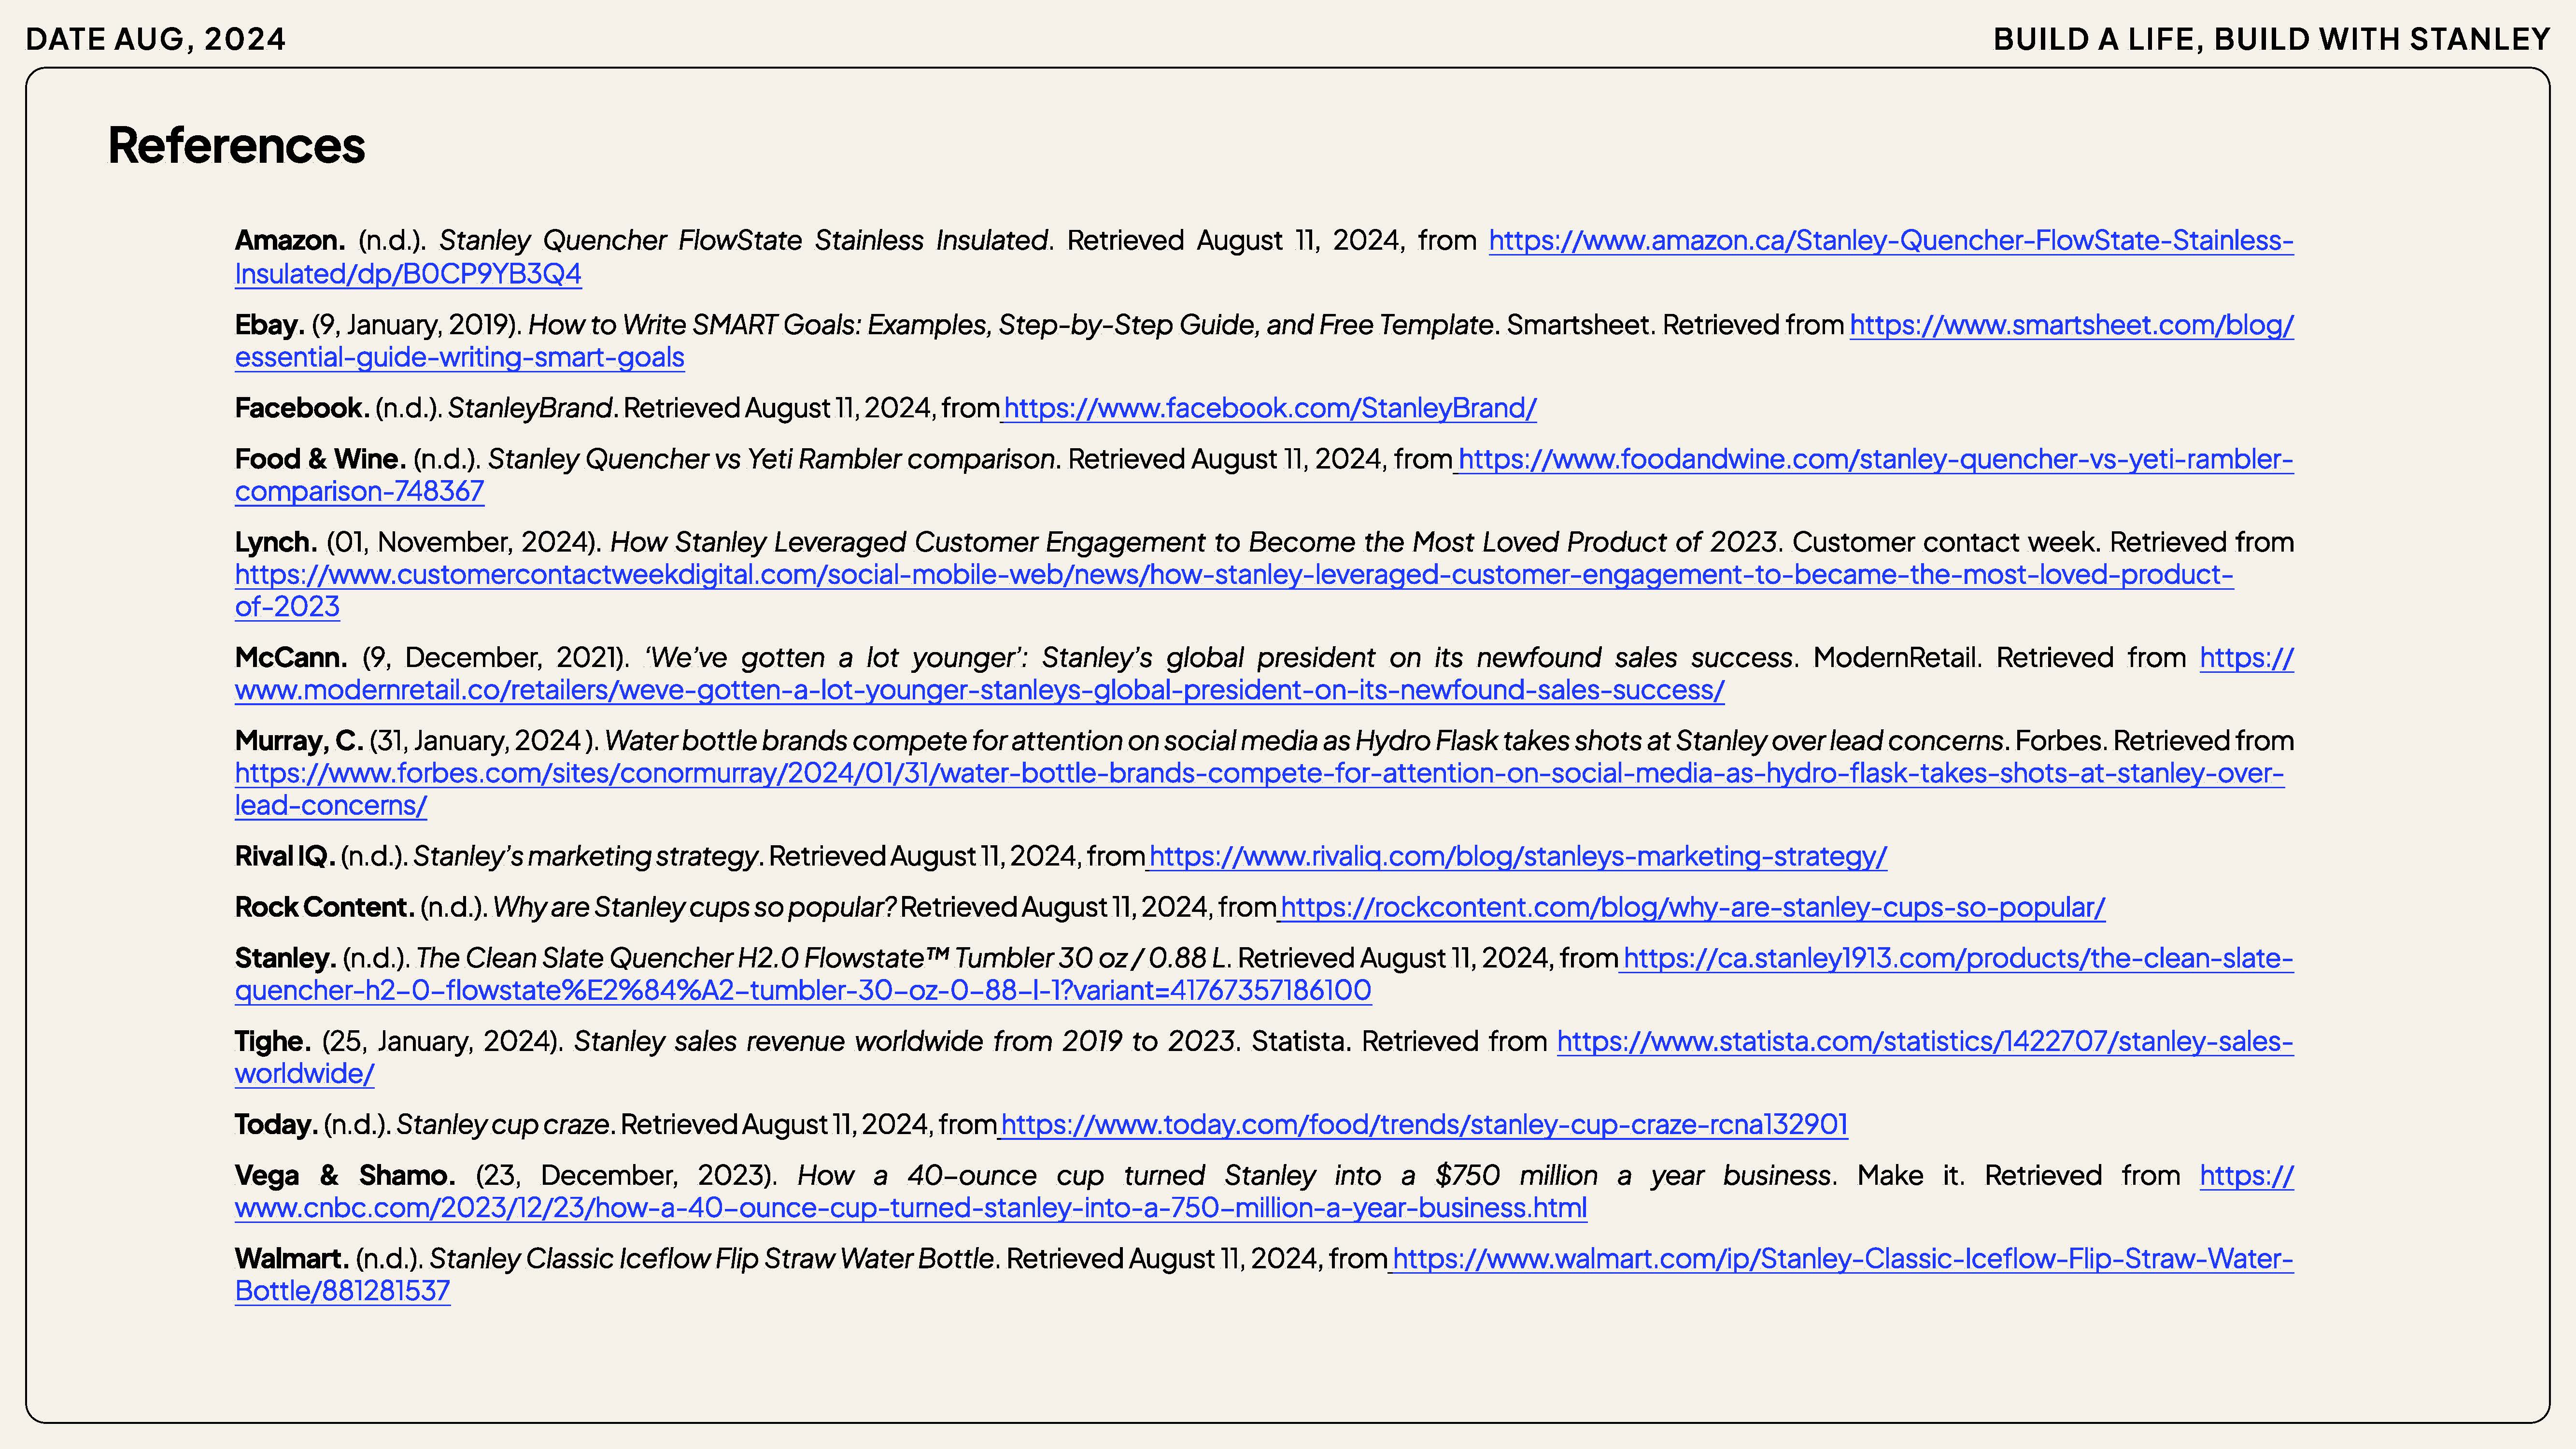 DATE AUG, 2024
BUILD A LIFE, BUILD WITH STANLEY
References
Amazon. (n.d.). Stanley Quencher FlowState Stainless Insulated. Retrieved August 11, 2024, from https://www.amazon.ca/Stanley-Quencher-FlowState-Stainless-
Insulated/dp/B0CP9YB3Q4
Ebay. (9, January, 2019). How to Write SMART Goals: Examples, Step-by-Step Guide, and Free Template. Smartsheet. Retrieved from https://www.smartsheet.com/blog/
essential-guide-writing-smart-goals
Facebook. (n.d.). StanleyBrand. Retrieved August 11, 2024, from https://www.facebook.com/StanleyBrand/
Food & Wine. (n.d.). Stanley Quencher vs Yeti Rambler comparison. Retrieved August 11, 2024, from https://www.foodandwine.com/stanley-quencher-vs-yeti-rambler-
comparison-748367
Lynch. (01, November, 2024). How Stanley Leveraged Customer Engagement to Become the Most Loved Product of 2023. Customer contact week. Retrieved from
https://www.customercontactweekdigital.com/social-mobile-web/news/how-stanley-leveraged-customer-engagement-to-became-the-most-loved-product-
of-2023
McCann. (9, December, 2021). ‘We’ve gotten a lot younger’: Stanley’s global president on its newfound sales success. ModernRetail. Retrieved from https://
www.modernretail.co/retailers/weve-gotten-a-lot-younger-stanleys-global-president-on-its-newfound-sales-success/
Murray, C. (31, January, 2024 ). Water bottle brands compete for attention on social media as Hydro Flask takes shots at Stanley over lead concerns. Forbes. Retrieved from
https://www.forbes.com/sites/conormurray/2024/01/31/water-bottle-brands-compete-for-attention-on-social-media-as-hydro-flask-takes-shots-at-stanley-over-
lead-concerns/
Rival IQ. (n.d.). Stanley’s marketing strategy. Retrieved August 11, 2024, from https://www.rivaliq.com/blog/stanleys-marketing-strategy/
Rock Content. (n.d.). Why are Stanley cups so popular? Retrieved August 11, 2024, from https://rockcontent.com/blog/why-are-stanley-cups-so-popular/
Stanley. (n.d.). The Clean Slate Quencher H2.0 Flowstate™ Tumbler 30 oz / 0.88 L. Retrieved August 11, 2024, from https://ca.stanley1913.com/products/the-clean-slate-
quencher-h2-0-flowstate%E2%84%A2-tumbler-30-oz-0-88-l-1?variant=41767357186100
Tighe. (25, January, 2024). Stanley sales revenue worldwide from 2019 to 2023. Statista. Retrieved from https://www.statista.com/statistics/1422707/stanley-sales-
worldwide/
Today. (n.d.). Stanley cup craze. Retrieved August 11, 2024, from https://www.today.com/food/trends/stanley-cup-craze-rcna132901
Vega & Shamo. (23, December, 2023). How a 40-ounce cup turned Stanley into a $750 million a year business. Make it. Retrieved from https://
www.cnbc.com/2023/12/23/how-a-40-ounce-cup-turned-stanley-into-a-750-million-a-year-business.html
Walmart. (n.d.). Stanley Classic Iceflow Flip Straw Water Bottle. Retrieved August 11, 2024, from https://www.walmart.com/ip/Stanley-Classic-Iceflow-Flip-Straw-Water-
Bottle/881281537